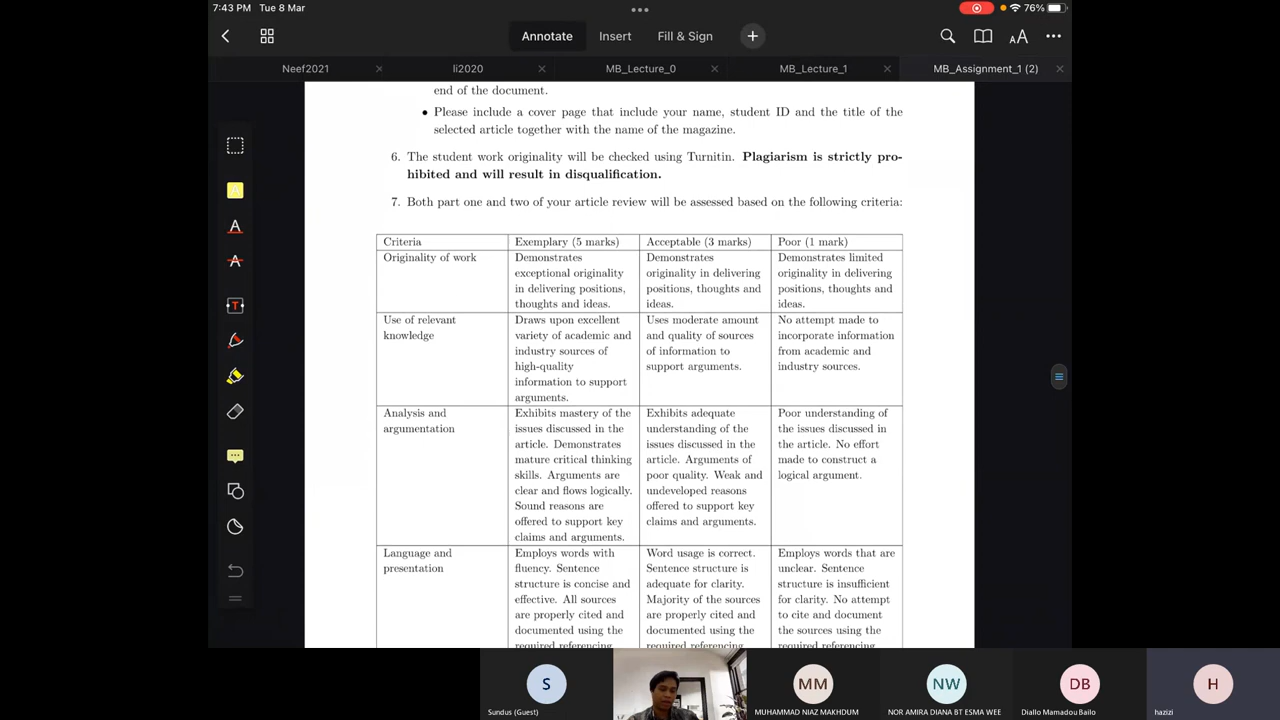 7:43 PM Tue 8 Mar
76%
Annotate Insert Fill & Sign
Neef2021 li2020 MB_Lecture_0 MB_Lecture_1 MB_Assignment_1 (2)
end of the document.
• Please include a cover page that include your name, student ID and the title of the
selected article together with the name of the magazine.
6. The student work originality will be checked using Turnitin. Plagiarism is strictly pro-
hibited and will result in disqualification.
7. Both part one and two of your article review will be assessed based on the following criteria:
Criteria
Exemplary (5 marks)
Acceptable (3 marks)
Poor (1 mark)
Originality of work
Demonstrates
exceptional originality
in delivering positions,
thoughts and ideas.
Demonstrates
originality in delivering
positions, thoughts and
ideas.
Demonstrates limited
originality in delivering
positions, thoughts and
ideas.
Use of relevant
knowledge
Draws upon excellent
variety of academic and
industry sources of
high-quality
information to support
arguments.
Uses moderate amount
and quality of sources
of information to
support arguments.
No attempt made to
incorporate information
from academic and
industry sources.
Analysis and
argumentation
Exhibits mastery of the
issues discussed in the
article. Demonstrates
mature critical thinking
skills. Arguments are
clear and flows logically.
Sound reasons are
offered to support key
claims and arguments.
Exhibits adequate
understanding of the
issues discussed in the
article. Arguments of
poor quality. Weak and
undeveloped reasons
offered to support key
claims and arguments.
Poor understanding of
the issues discussed in
the article. No effort
made to construct a
logical argument.
Language and
presentation
Employs words with
fluency. Sentence
structure is concise and
effective. All sources
are properly cited and
documented using the
required referencing
Word usage is correct.
Sentence structure is
adequate for clarity.
Majority of the sources
are properly cited and
documented using the
required referencing
Employs words that are
unclear. Sentence
structure is insufficient
for clarity. No attempt
to cite and document
the sources using the
required referencing
S
MM
NW
DB
H
Sundus (Guest)
MUHAMMAD NIAZ MAKHDUM
NOR AMIRA DIANA BT ESMA WEE
Diallo Mamadou Bailo
hazizi